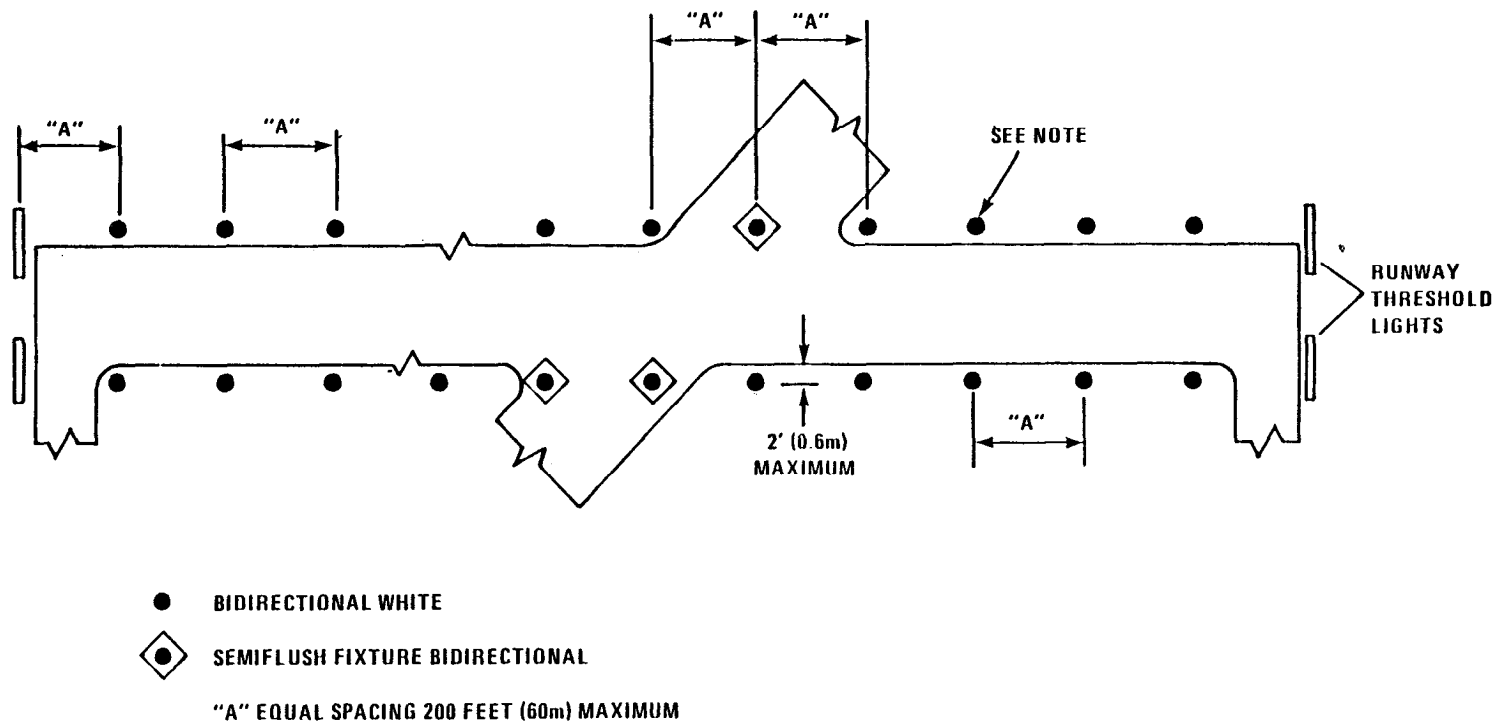 "A"
"A"
"A"
"A"
SEE NOTE
RUNWAY
THRESHOLD
LIGHTS
"A"
2' (0.6m)
MAXIMUM
BIDIRECTIONAL WHITE
SEMIFLUSH FIXTURE BIDIRECTIONAL
"A" EQUAL SPACING 200 FEET (60m) MAXIMUM